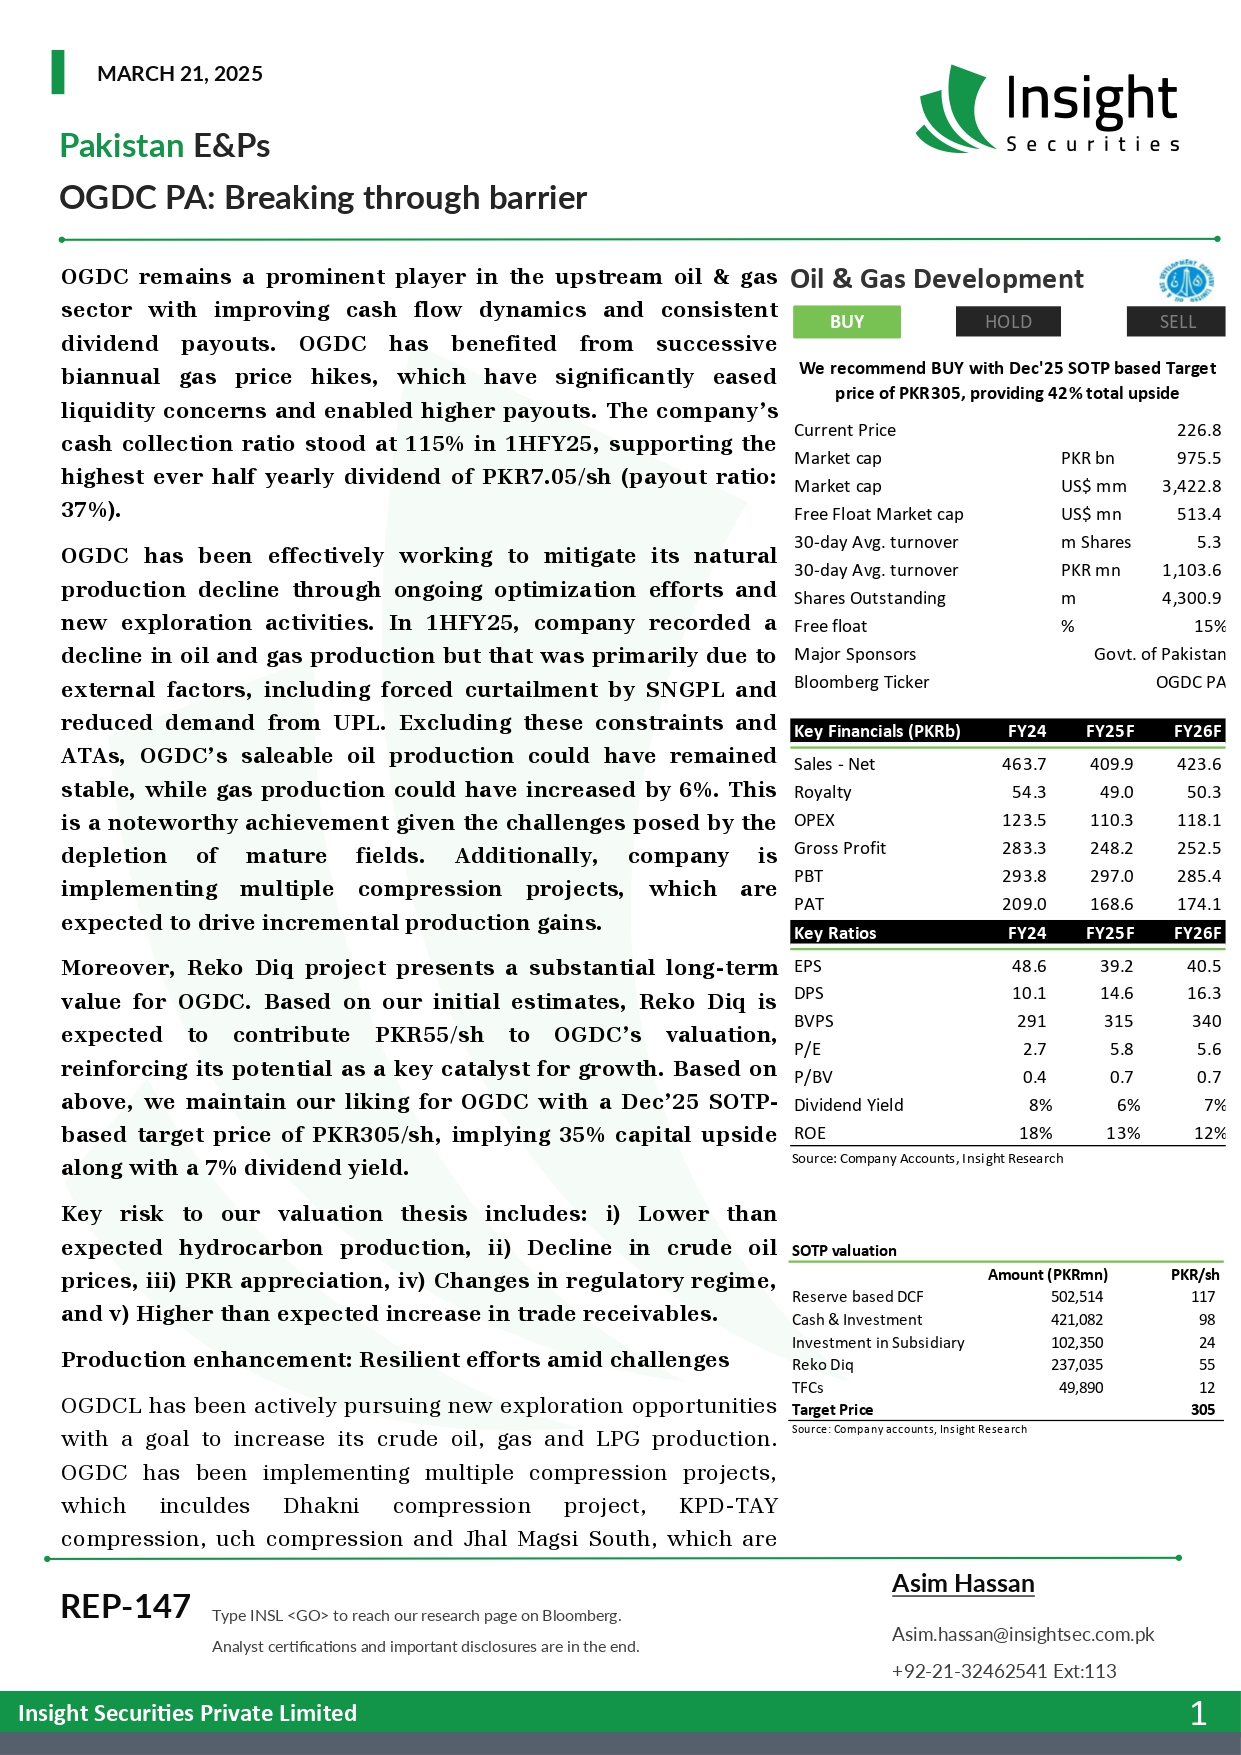 MARCH 21, 2025
Insight
Securities
Pakistan E&Ps
OGDC PA: Breaking through barrier
OGDC remains a prominent player in the upstream oil & gas
sector with improving cash flow dynamics and consistent
dividend payouts. OGDC has benefited from successive
biannual gas price hikes, which have significantly eased
liquidity concerns and enabled higher payouts. The company's
cash collection ratio stood at 115% in 1HFY25, supporting the
highest ever half yearly dividend of PKR7.05/sh (payout ratio:
37%).
OGDC has been effectively working to mitigate its natural
production decline through ongoing optimization efforts and
new exploration activities. In 1HFY25, company recorded a
decline in oil and gas production but that was primarily due to
external factors, including forced curtailment by SNGPL and
reduced demand from UPL. Excluding these constraints and
ATAs, OGDC's saleable oil production could have remained
stable, while gas production could have increased by 6%. This
is a noteworthy achievement given the challenges posed by the
depletion of mature fields. Additionally, company is
implementing multiple compression projects, which are
expected to drive incremental production gains.
Moreover, Reko Diq project presents a substantial long-term
value for OGDC. Based on our initial estimates, Reko Diq is
expected to contribute PKR55/sh to OGDC's valuation,
reinforcing its potential as a key catalyst for growth. Based on
above, we maintain our liking for OGDC with a Dec'25 SOTP-
based target price of PKR305/sh, implying 35% capital upside
along with a 7% dividend yield.
Key risk to our valuation thesis includes: i) Lower than
expected hydrocarbon production, ii) Decline in crude oil
prices, iii) PKR appreciation, iv) Changes in regulatory regime,
and v) Higher than expected increase in trade receivables.
Production enhancement: Resilient efforts amid challenges
OGDCL has been actively pursuing new exploration opportunities
with a goal to increase its crude oil, gas and LPG production.
OGDC has been implementing multiple compression projects,
which inculdes Dhakni compression project, KPD-TAY
compression, uch compression and Jhal Magsi South, which are
Oil & Gas Development
BUY HOLD SELL
We recommend BUY with Dec'25 SOTP based Target
price of PKR305, providing 42% total upside
Current Price 226.8
Market cap PKR bn 975.5
Market cap US$ mm 3,422.8
Free Float Market cap US$ mn 513.4
30-day Avg. turnover m Shares 5.3
30-day Avg. turnover PKR mn 1,103.6
Shares Outstanding m 4,300.9
Free float % 15%
Major Sponsors Govt. of Pakistan
Bloomberg Ticker OGDC PA
Key Financials (PKRb) FY24 FY25F FY26F
Sales - Net 463.7 409.9 423.6
Royalty 54.3 49.0 50.3
OPEX 123.5 110.3 118.1
Gross Profit 283.3 248.2 252.5
PBT 293.8 297.0 285.4
PAT 209.0 168.6 174.1
Key Ratios FY24 FY25F FY26F
EPS 48.6 39.2 40.5
DPS 10.1 14.6 16.3
BVPS 291 315 340
P/E 2.7 5.8 5.6
P/BV 0.4 0.7 0.7
Dividend Yield 8% 6% 7%
ROE 18% 13% 12%
Source: Company Accounts, Insight Research
SOTP valuation
Amount (PKRmn) PKR/sh
Reserve based DCF 502,514 117
Cash & Investment 421,082 98
Investment in Subsidiary 102,350 24
Reko Diq 237,035 55
TFCs 49,890 12
Target Price 305
Source: Company accounts, Insight Research
REP-147
Type INSL <GO> to reach our research page on Bloomberg.
Analyst certifications and important disclosures are in the end.
Asim Hassan
Asim.hassan@insightsec.com.pk
+92-21-32462541 Ext:113
Insight Securities Private Limited 1